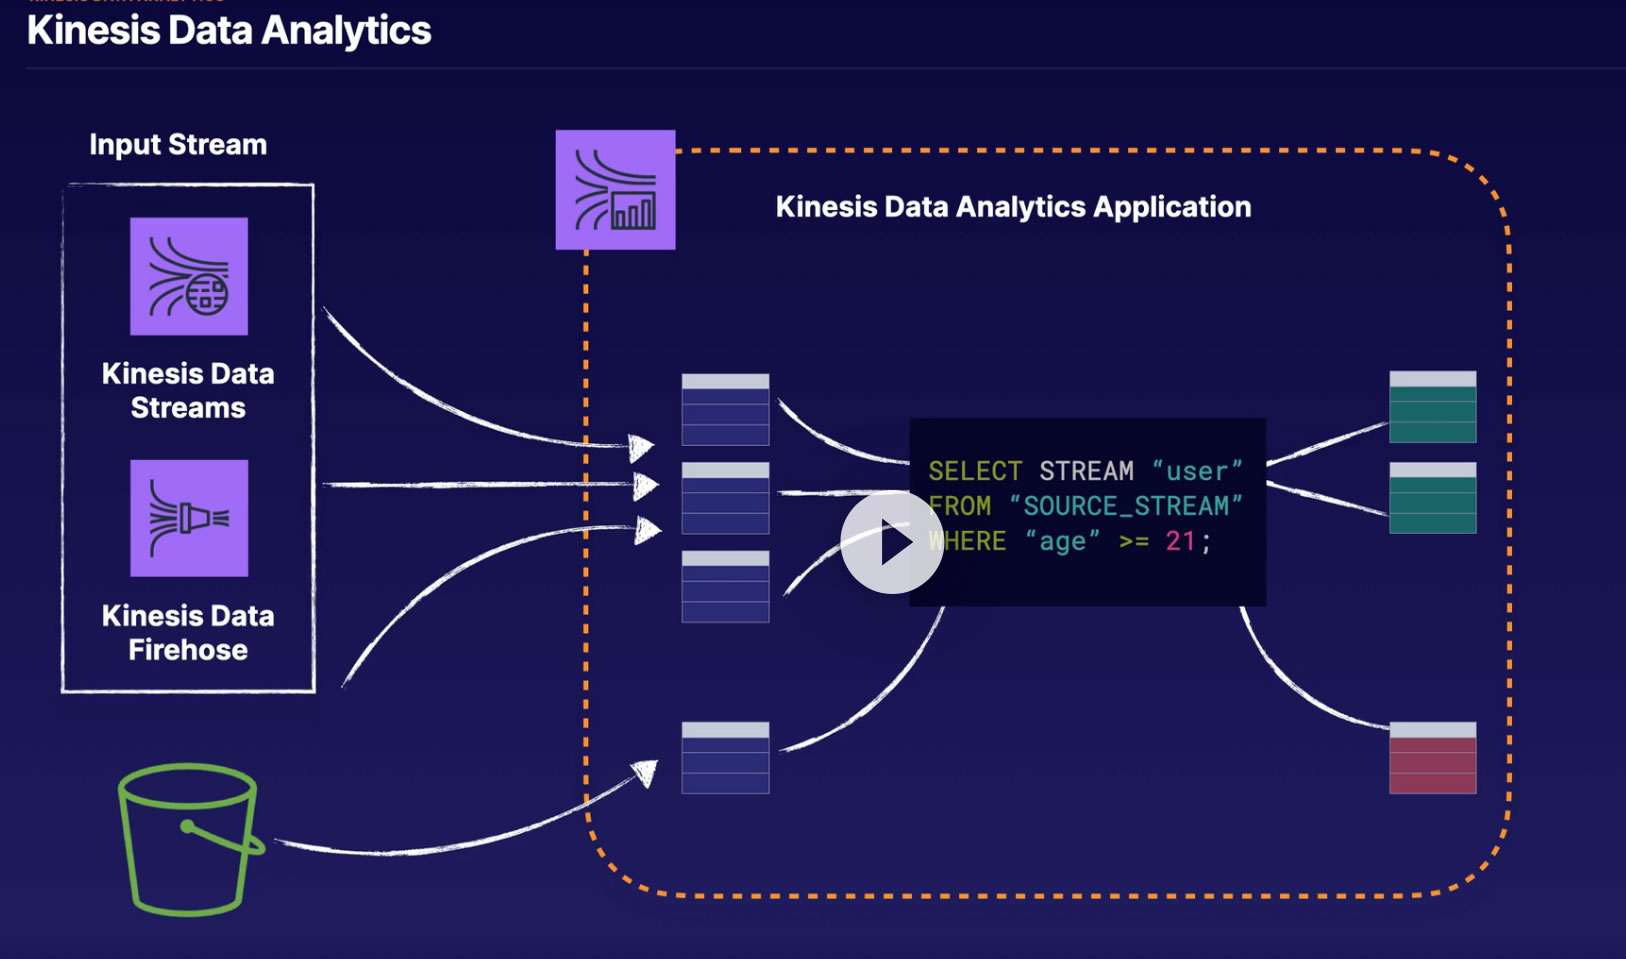 Kinesis Data Analytics
Input Stream
Kinesis Data
Streams
Kinesis Data
Firehose
Kinesis Data Analytics Application
SELECT STREAM “user”
FROM “SOURCE_STREAM”
WHERE “age” >= 21;